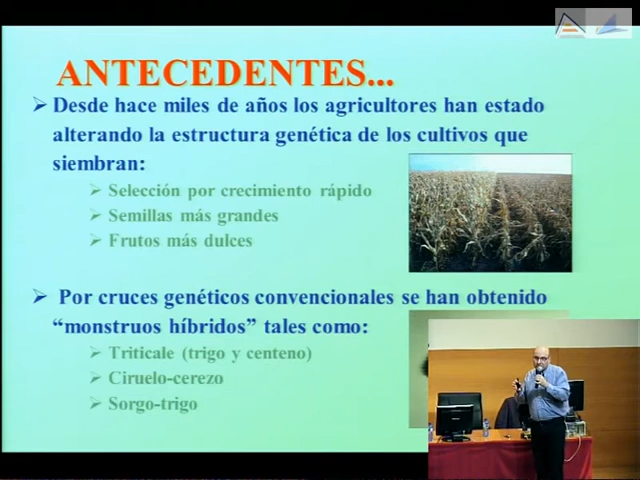 ANTECEDENTES...
Desde hace miles de años los agricultores han estado
alterando la estructura genética de los cultivos que
siembran:
Selección por crecimiento rápido
Semillas más grandes
Frutos más dulces
Por cruces genéticos convencionales se han obtenido
“monstruos híbridos” tales como:
Triticale (trigo y centeno)
Ciruelo-cerezo
Sorgo-trigo